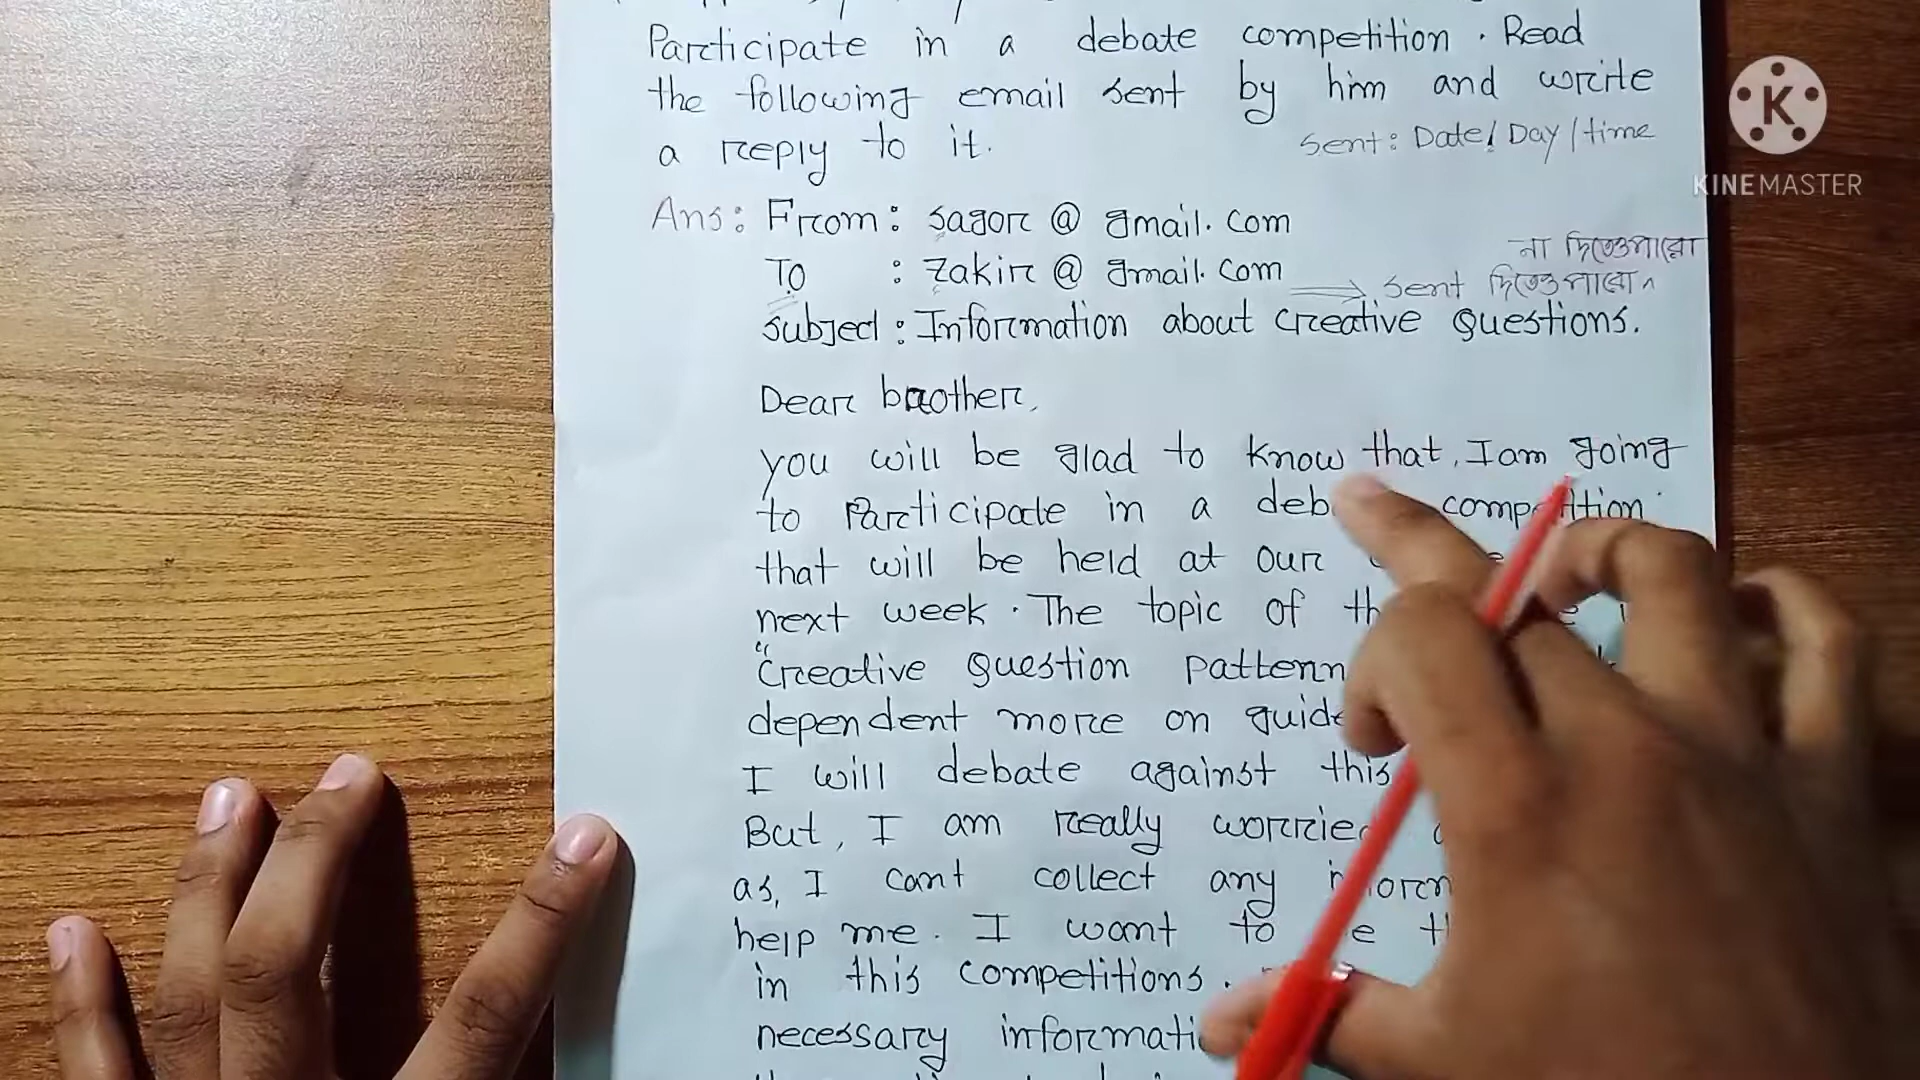 Participate in a debate competition. Read
the following email sent by him and write
a reply to it.
Sent: Date/Day/time
KINEMASTER
Ans: From: sagor@gmail.com
To : Zakir@gmail.com
না দিতেও পারো
sent দিতেও পারো
Subject: Information about Creative Questions.
Dear brother,
you will be glad to know that, I am going
to Participate in a competition
that will be held at our
next week. The topic of
"Creative Question pattern
dependent more on
I will debate against this
But, I am really
as, I cant collect any
help me. I want to
in this competitions.
necessary